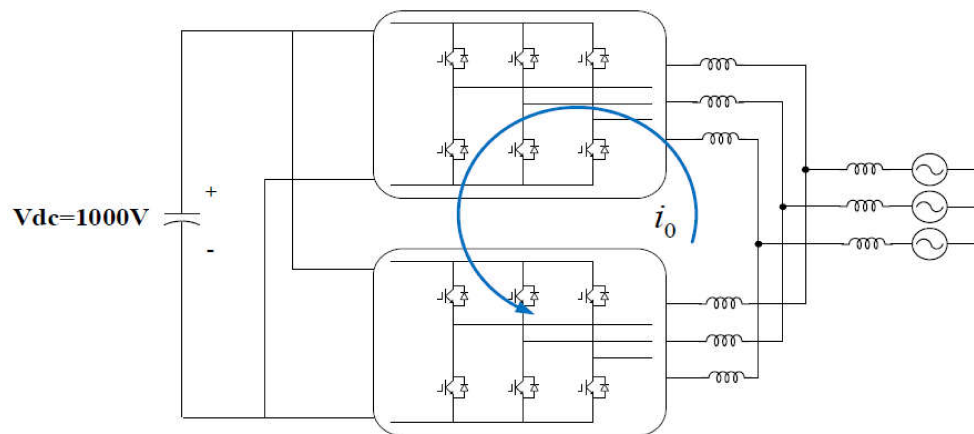 +
Vdc=1000V
-
i₀